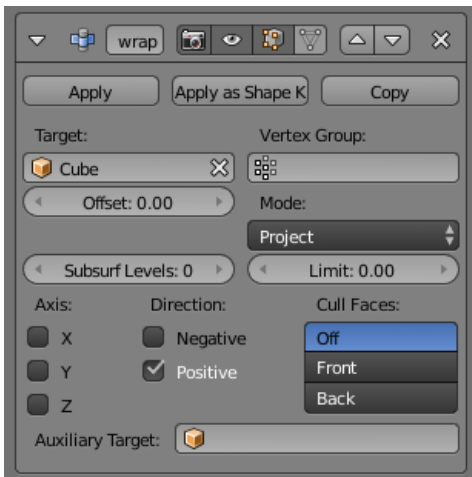 wrap
Apply Apply as Shape K Copy
Target: Vertex Group:
Cube
Offset: 0.00 Mode:
Project
Subsurf Levels: 0 Limit: 0.00
Axis: Direction: Cull Faces:
X Negative Off
Y Positive Front
Z Back
Auxiliary Target: